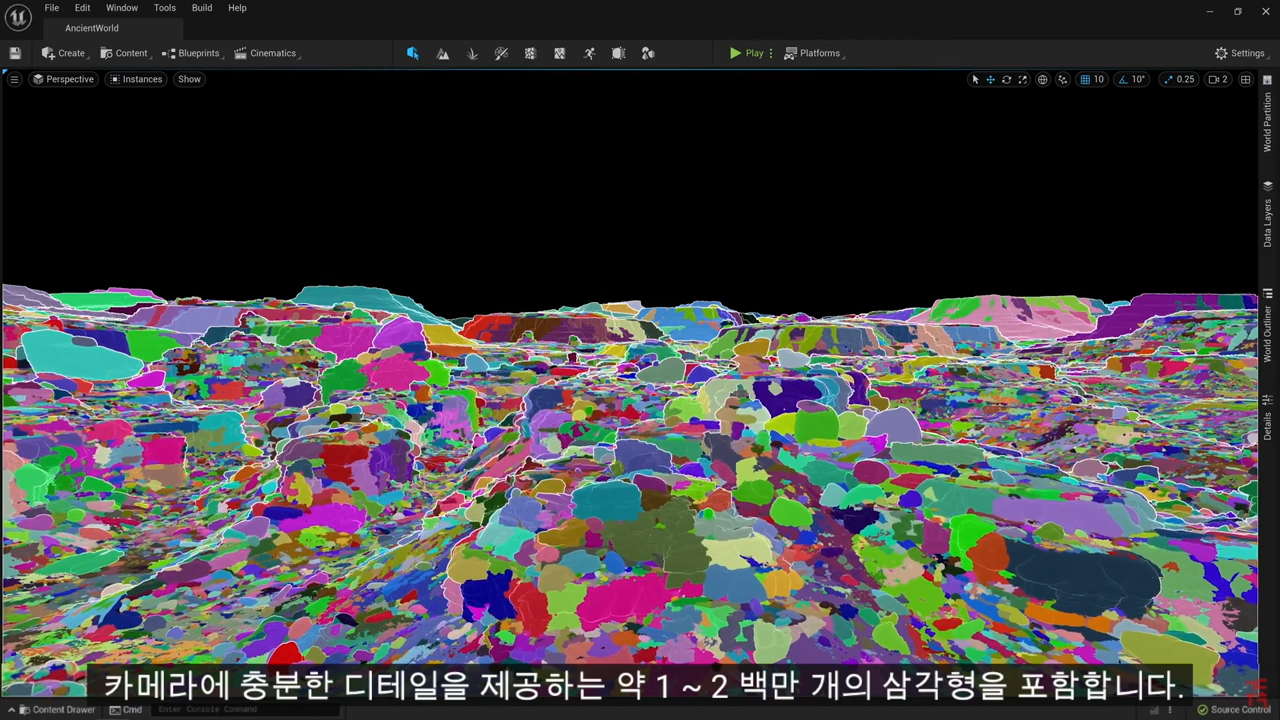 File Edit Window Tools Build Help
AncientWorld
Create Content Blueprints Cinematics Play Platforms Settings
Perspective Instances Show 10 10° 0.25 2
World Partition
Data Layers
World Outliner
Details
카메라에 충분한 디테일을 제공하는 약 1 ~ 2 백만 개의 삼각형을 포함합니다.
Content Drawer Cmd Enter Console Command Source Control